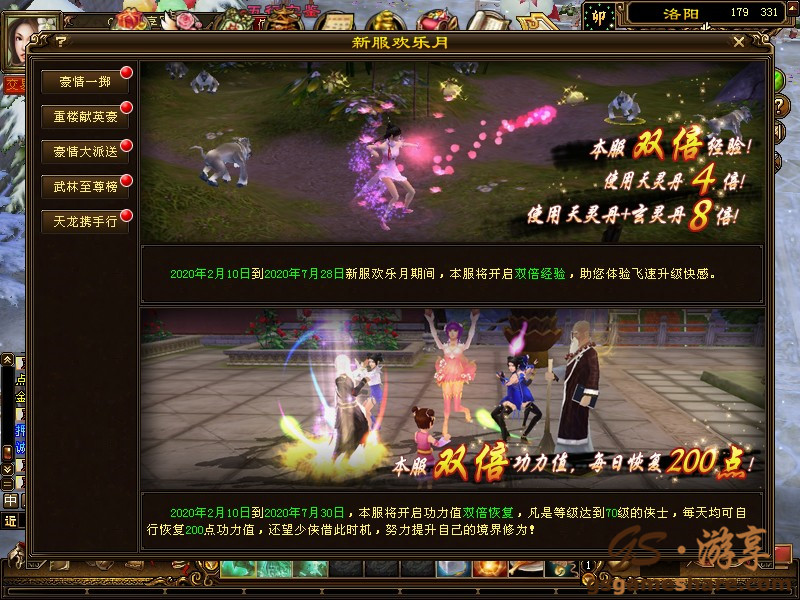 洛阳 179 331
新服欢乐月
豪情一掷
重楼献英豪
豪情大派送
武林至尊榜
天龙携手行
本服双倍经验!
使用天灵丹4倍!
使用天灵丹+玄灵丹8倍!
2020年2月10日到2020年7月28日新服欢乐月期间，本服将开启双倍经验，助您体验飞速升级快感。
本服双倍功力值，每日恢复200点!
2020年2月10日到2020年7月30日，本服将开启功力值双倍恢复，凡是等级达到70级的侠士，每天均可自
行恢复200点功力值，还望少侠借此时机，努力提升自己的境界修为!
近
1
GS·游享
gsgameshare.com